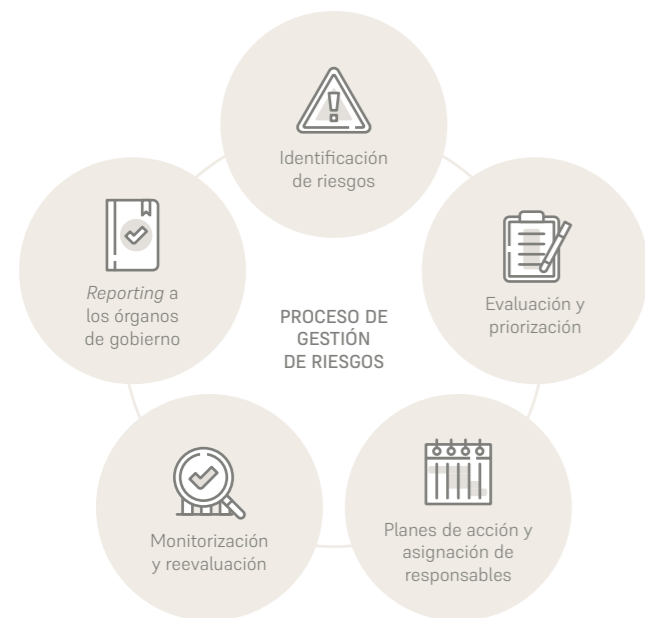 Identificación
de riesgos
Evaluación y
priorización
Planes de acción y
asignación de
responsables
Monitorización
y reevaluación
Reporting a
los órganos
de gobierno
PROCESO DE
GESTIÓN
DE RIESGOS